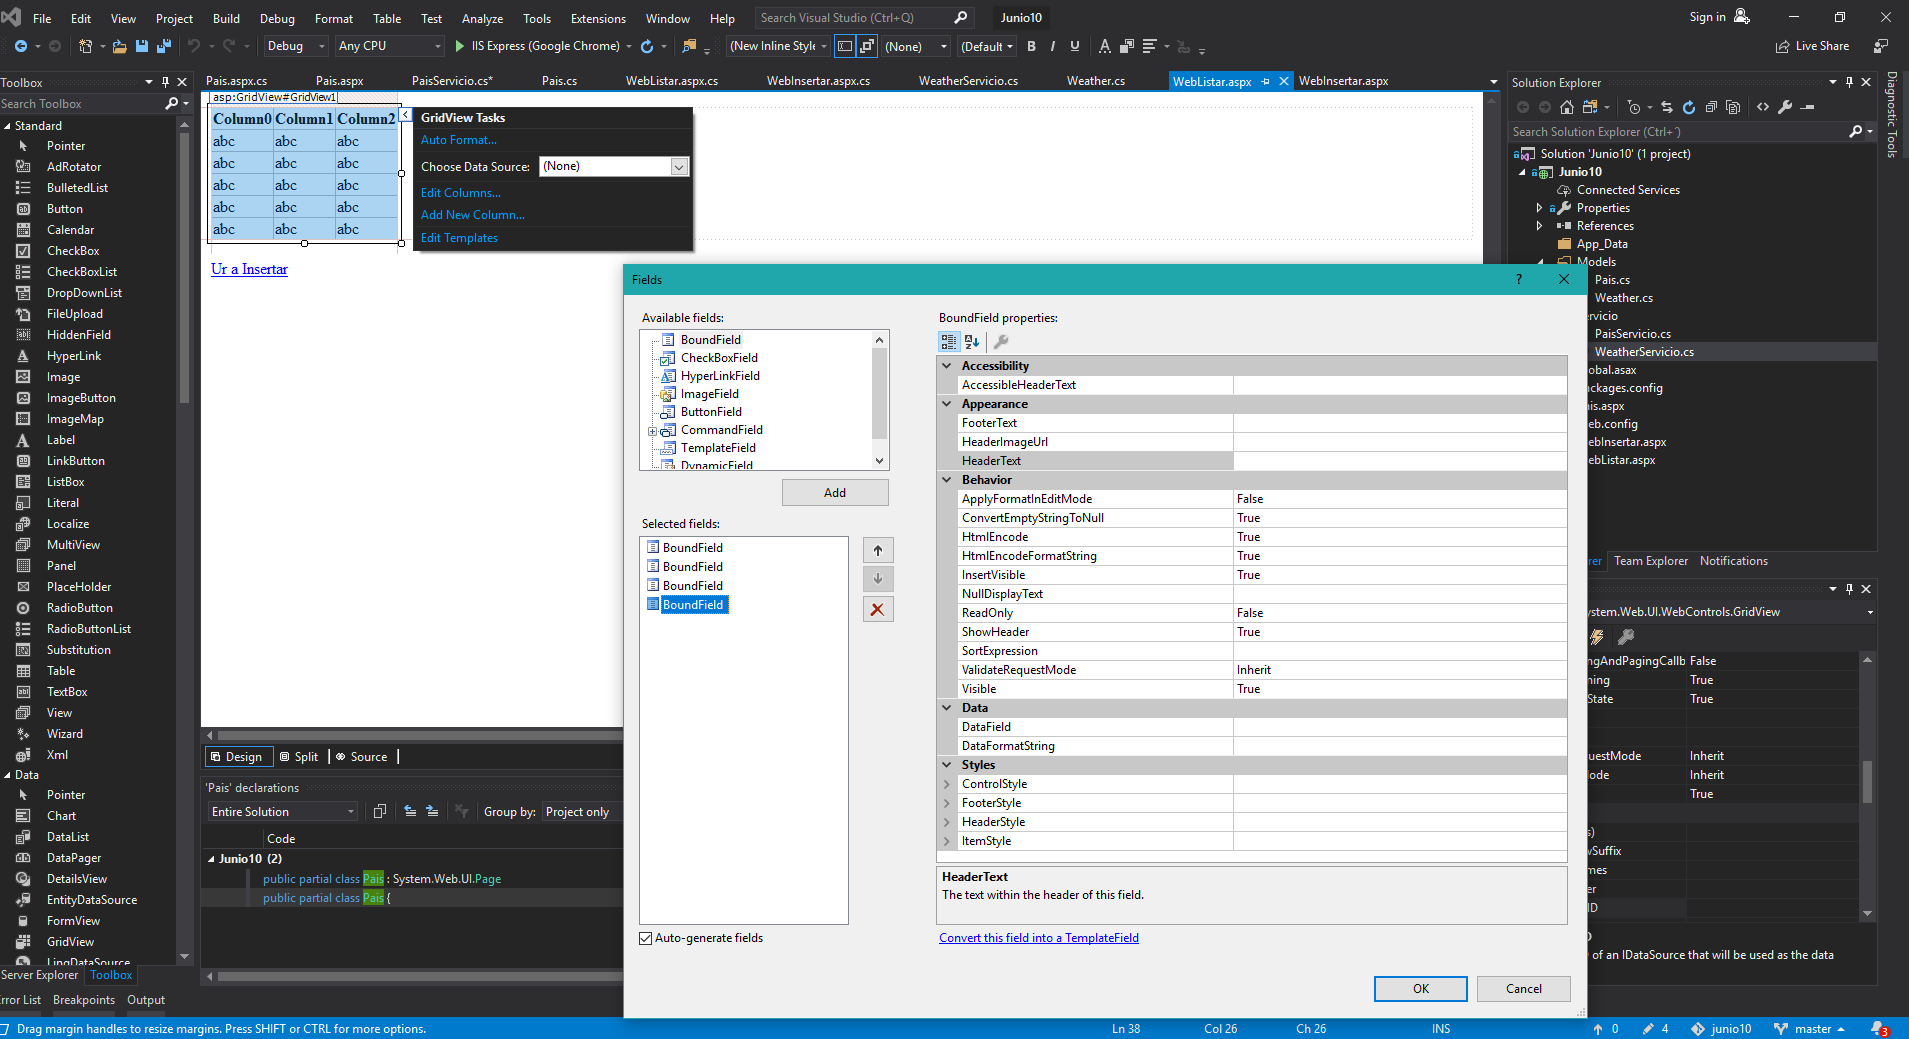 File Edit View Project Build Debug Format Table Test Analyze Tools Extensions Window Help Search Visual Studio (Ctrl+Q) Junio10 Sign in
Debug Any CPU IIS Express (Google Chrome) (New Inline Style (None) (Default B I U A Live Share
Toolbox
Search Toolbox
Standard
Pointer
AdRotator
BulletedList
Button
Calendar
CheckBox
CheckBoxList
DropDownList
FileUpload
HiddenField
HyperLink
Image
ImageButton
ImageMap
Label
LinkButton
ListBox
Literal
Localize
MultiView
Panel
PlaceHolder
RadioButton
RadioButtonList
Substitution
Table
TextBox
View
Wizard
Xml
Data
Pointer
Chart
DataList
DataPager
DetailsView
EntityDataSource
FormView
GridView
LinqDataSource
Server Explorer Toolbox
Pais.aspx.cs Pais.aspx PaisServicio.cs* Pais.cs WebListar.aspx.cs WebInsertar.aspx.cs WeatherServicio.cs Weather.cs WebListar.aspx WebInsertar.aspx
asp:GridView#GridView1
Column0 Column1 Column2
abc abc abc
abc abc abc
abc abc abc
abc abc abc
abc abc abc
Ur a Insertar
GridView Tasks
Auto Format...
Choose Data Source: (None)
Edit Columns...
Add New Column...
Edit Templates
Design Split Source
'Pais' declarations
Entire Solution Group by: Project only
Code
Junio10 (2)
public partial class Pais : System.Web.UI.Page
public partial class Pais {
Fields ?
Available fields:
BoundField
CheckBoxField
HyperLinkField
ImageField
ButtonField
CommandField
TemplateField
DynamicField
Add
Selected fields:
BoundField
BoundField
BoundField
BoundField
Auto-generate fields
BoundField properties:
Accessibility
AccessibleHeaderText
Appearance
FooterText
HeaderImageUrl
HeaderText
Behavior
ApplyFormatInEditMode False
ConvertEmptyStringToNull True
HtmlEncode True
HtmlEncodeFormatString True
InsertVisible True
NullDisplayText
ReadOnly False
ShowHeader True
SortExpression
ValidateRequestMode Inherit
Visible True
Data
DataField
DataFormatString
Styles
ControlStyle
FooterStyle
HeaderStyle
ItemStyle
HeaderText
The text within the header of this field.
Convert this field into a TemplateField
OK Cancel
Solution Explorer
Search Solution Explorer (Ctrl+´)
Solution 'Junio10' (1 project)
Junio10
Connected Services
Properties
References
App_Data
Models
Pais.cs
Weather.cs
ervicio
PaisServicio.cs
WeatherServicio.cs
lobal.asax
ackages.config
ais.aspx
eb.config
ebInsertar.aspx
ebListar.aspx
Diagnostic Tools
rer Team Explorer Notifications
ystem.Web.UI.WebControls.GridView
ngAndPagingCallb False
ning True
State True
uestMode Inherit
lode Inherit
True
s)
wSuffix
mes
er
ID
D
of an IDataSource that will be used as the data
rror List Breakpoints Output
Drag margin handles to resize margins. Press SHIFT or CTRL for more options. Ln 38 Col 26 Ch 26 INS 0 4 junio10 master 3